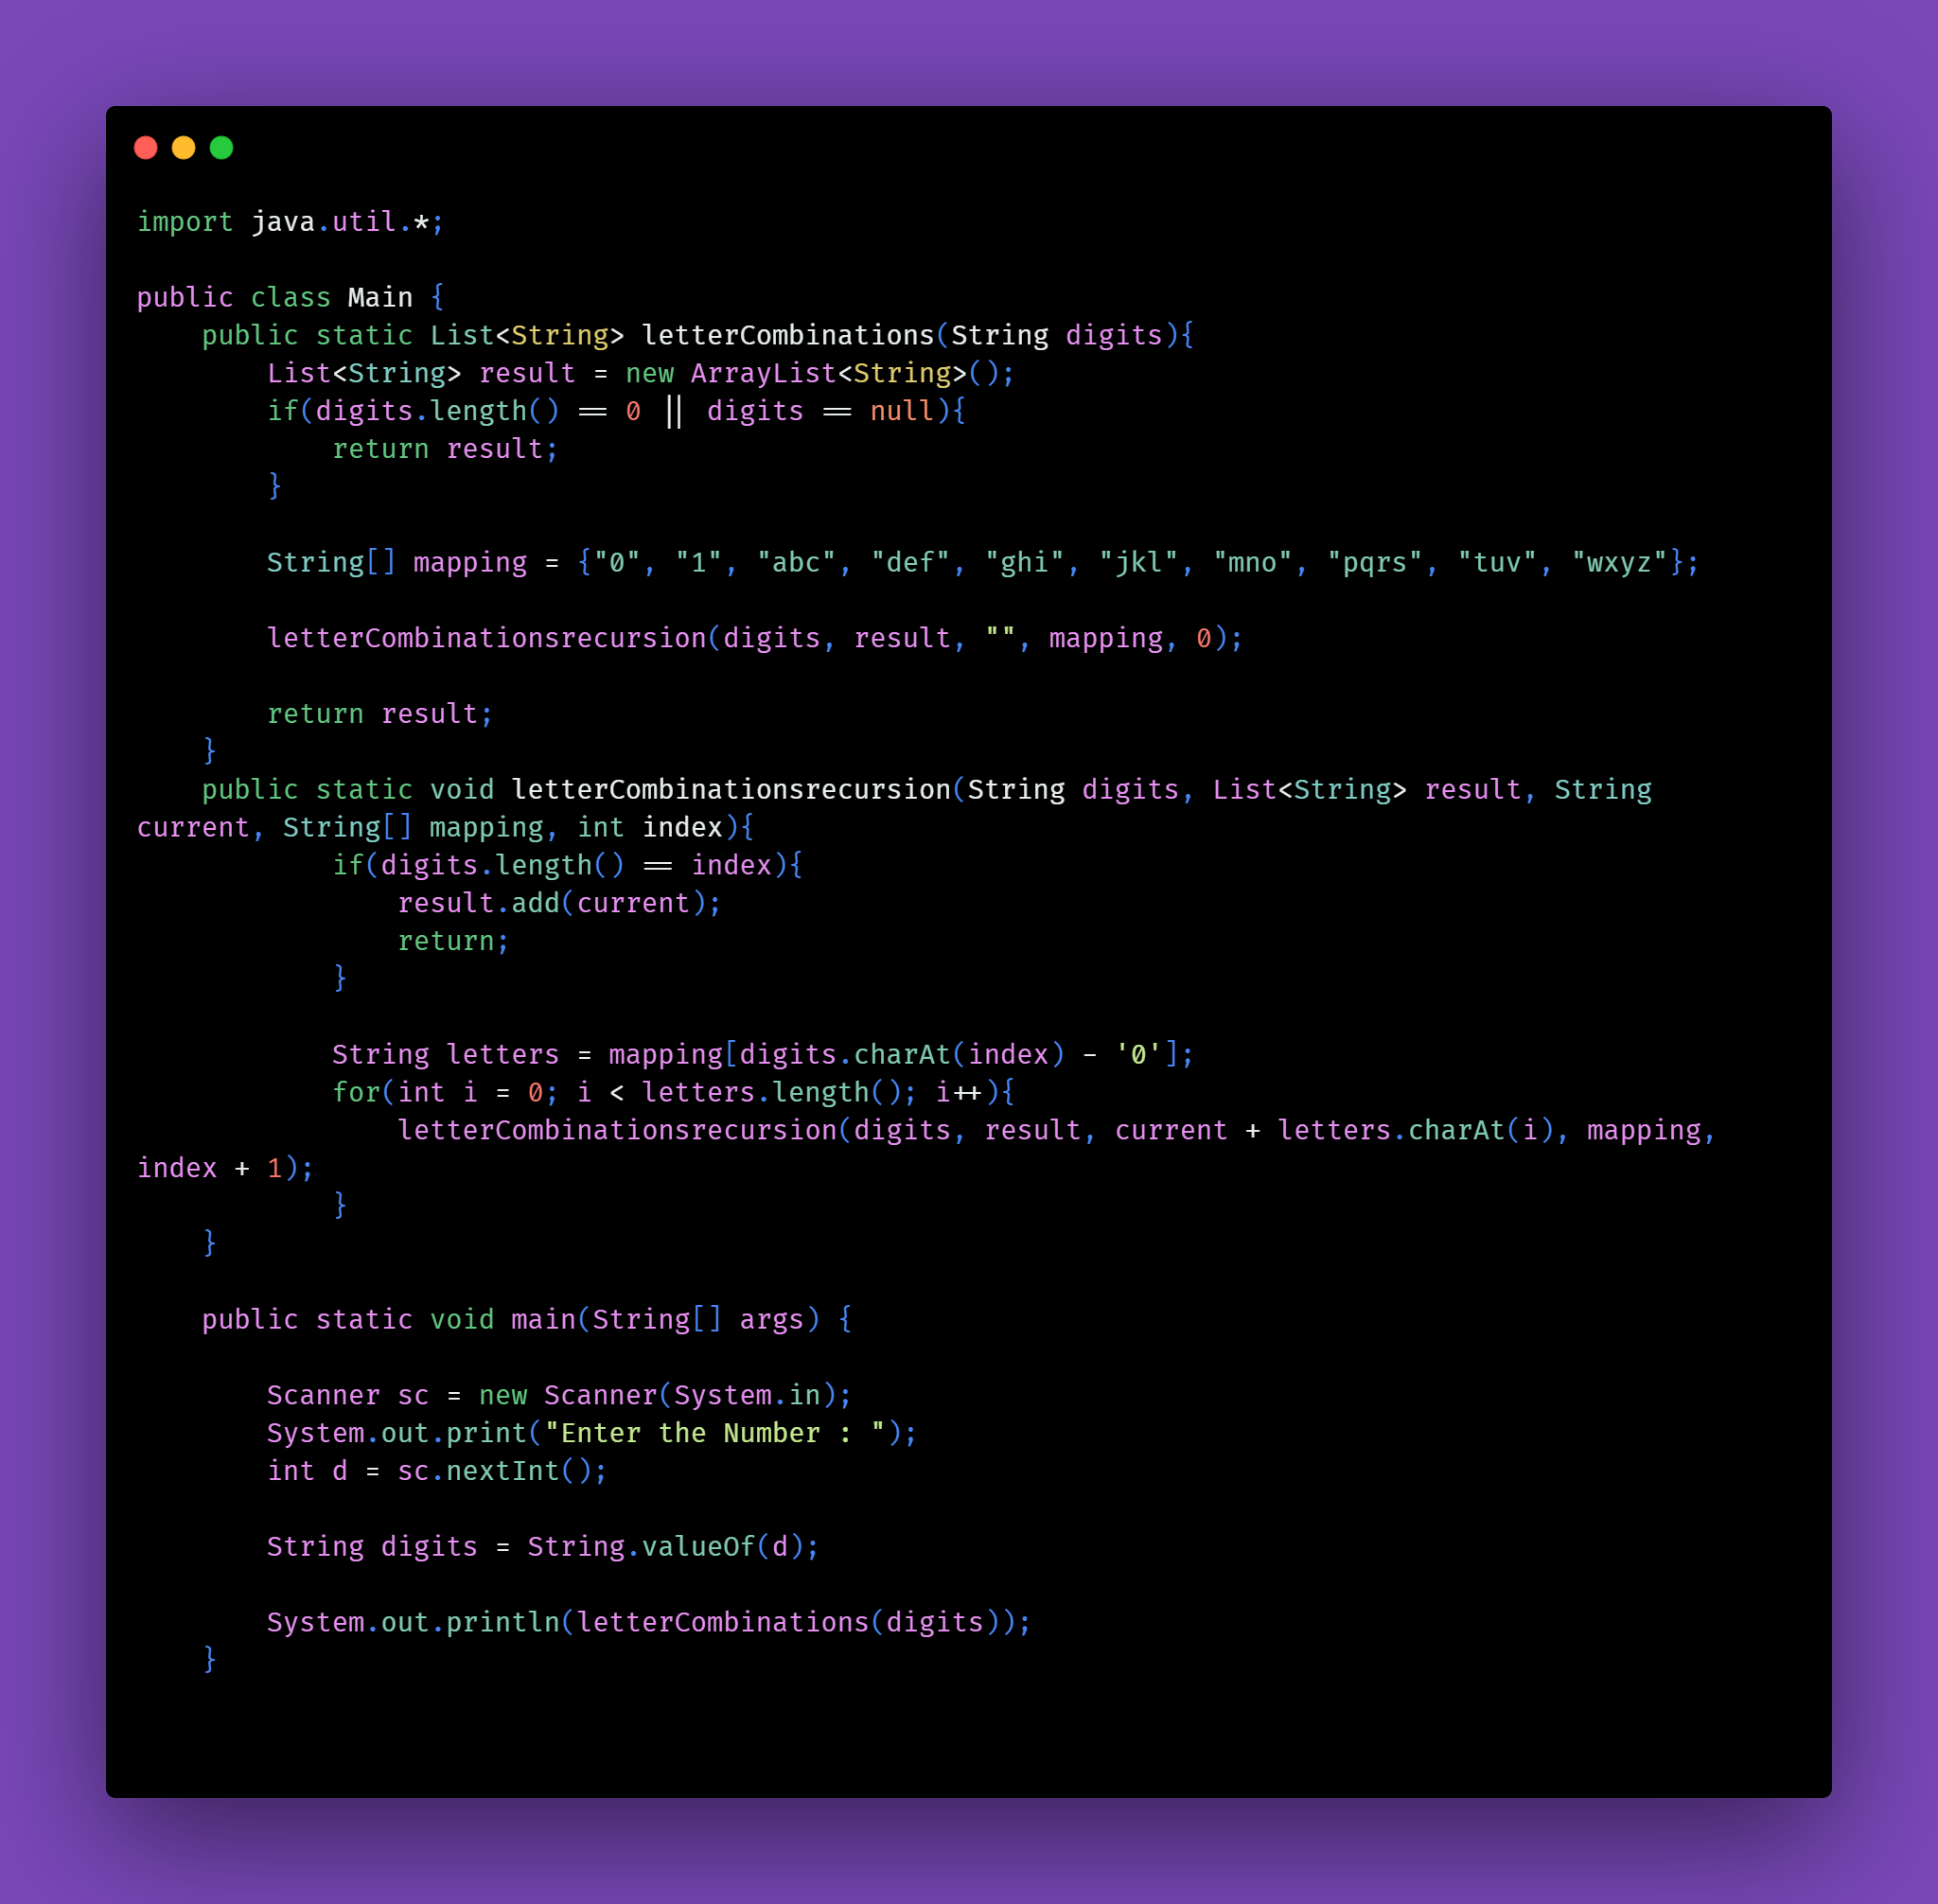 import java.util.*;

public class Main {
    public static List<String> letterCombinations(String digits){
        List<String> result = new ArrayList<String>();
        if(digits.length() == 0 || digits == null){
            return result;
        }

        String[] mapping = {"0", "1", "abc", "def", "ghi", "jkl", "mno", "pqrs", "tuv", "wxyz"};

        letterCombinationsrecursion(digits, result, "", mapping, 0);

        return result;
    }
    public static void letterCombinationsrecursion(String digits, List<String> result, String
current, String[] mapping, int index){
            if(digits.length() == index){
                result.add(current);
                return;
            }

            String letters = mapping[digits.charAt(index) - '0'];
            for(int i = 0; i < letters.length(); i++){
                letterCombinationsrecursion(digits, result, current + letters.charAt(i), mapping,
index + 1);
            }
    }

    public static void main(String[] args) {

        Scanner sc = new Scanner(System.in);
        System.out.print("Enter the Number : ");
        int d = sc.nextInt();

        String digits = String.valueOf(d);

        System.out.println(letterCombinations(digits));
    }